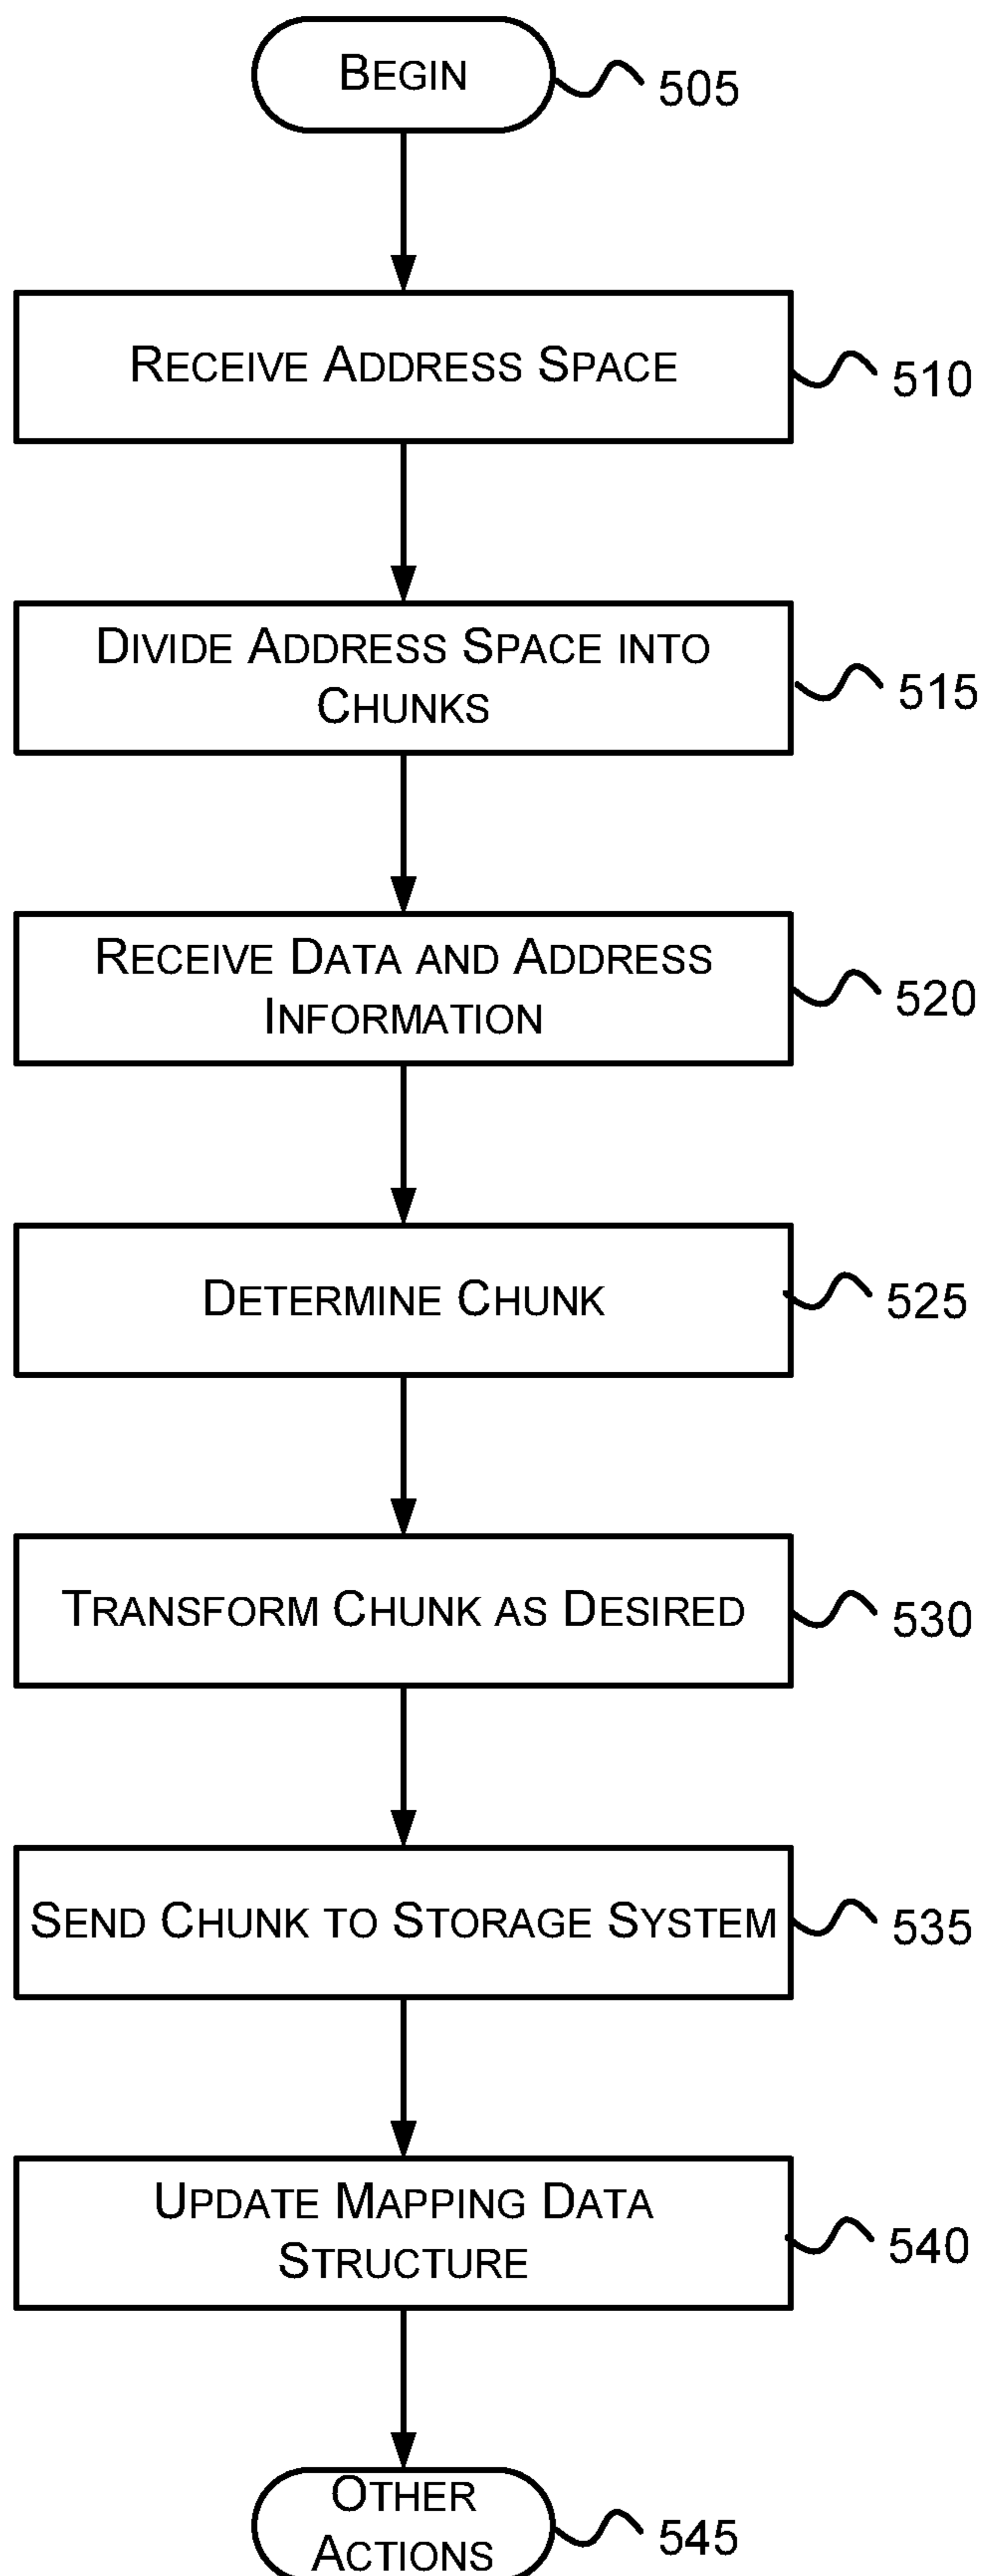 BEGIN
505
RECEIVE ADDRESS SPACE
510
DIVIDE ADDRESS SPACE INTO
CHUNKS
515
RECEIVE DATA AND ADDRESS
INFORMATION
520
DETERMINE CHUNK
525
TRANSFORM CHUNK AS DESIRED
530
SEND CHUNK TO STORAGE SYSTEM
535
UPDATE MAPPING DATA
STRUCTURE
540
OTHER
ACTIONS
545